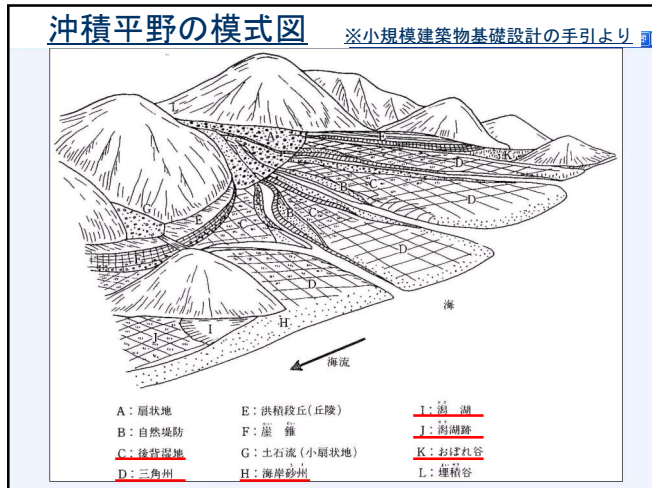 沖積平野の模式図 ※小規模建築物基礎設計の手引より
L
A
E
K
D
C
B
C
D
G
E
C
B
C
D
E
D
海
J
I
H
海流
A：扇状地 E：洪積段丘(丘陵) I：潟湖
B：自然堤防 F：崖錐 J：潟湖跡
C：後背湿地 G：土石流(小扇状地) K：おぼれ谷
D：三角州 H：海岸砂州 L：埋積谷